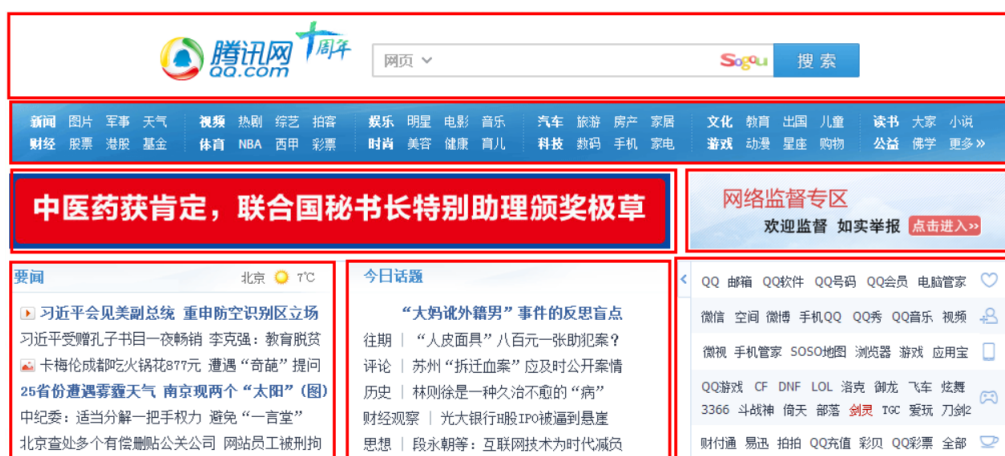 腾讯网 十周年
QQ.com
网页 Sogou 搜索
新闻 图片 军事 天气 视频 热剧 综艺 拍客 娱乐 明星 电影 音乐 汽车 旅游 房产 家居 文化 教育 出国 儿童 读书 大家 小说
财经 股票 港股 基金 体育 NBA 西甲 彩票 时尚 美容 健康 育儿 科技 数码 手机 家电 游戏 动漫 星座 购物 公益 佛学 更多»
中医药获肯定，联合国秘书长特别助理颁奖极草
网络监督专区
欢迎监督 如实举报 点击进入»
要闻 北京 7℃
习近平会见美副总统 重申防空识别区立场
习近平受赠孔子书目一夜畅销 李克强：教育脱贫
卡梅伦成都吃火锅花877元 遭遇“奇葩”提问
25省份遭遇雾霾天气 南京现两个“太阳”(图)
中纪委：适当分解一把手权力 避免“一言堂”
北京查处多个有偿删贴公关公司 网站员工被刑拘
今日话题
“大妈讹外籍男”事件的反思盲点
往期 | “人皮面具”八百元一张助犯案？
评论 | 苏州“拆迁血案”应及时公开案情
历史 | 林则徐是一种久治不愈的“病”
财经观察 | 光大银行H股IPO被逼到悬崖
思想 | 段永朝等：互联网技术为时代减负
QQ 邮箱 QQ软件 QQ号码 QQ会员 电脑管家
微信 空间 微博 手机QQ QQ秀 QQ音乐 视频
微视 手机管家 SOSO地图 浏览器 游戏 应用宝
QQ游戏 CF DNF LOL 洛克 御龙 飞车 炫舞
3366 斗战神 倚天 部落 剑灵 TGC 爱玩 刀剑2
财付通 易迅 拍拍 QQ充值 彩贝 QQ彩票 全部